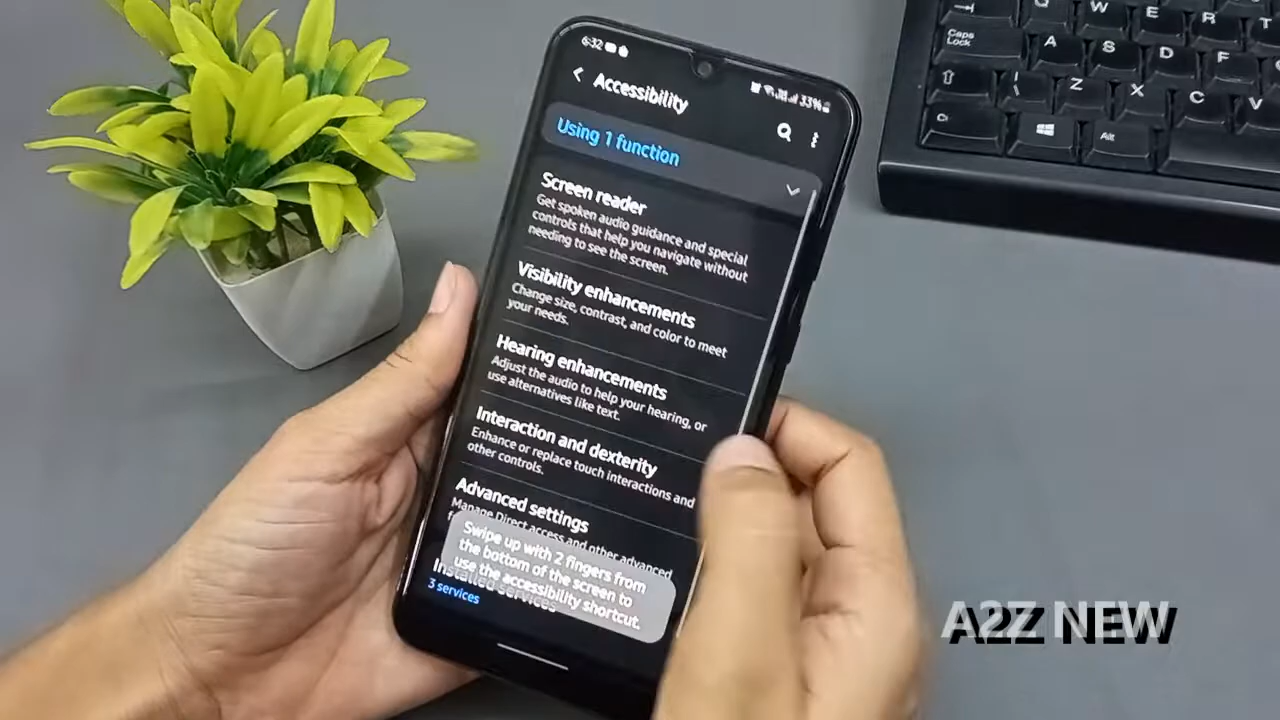 6:32
33%
Accessibility
Using 1 function
Screen reader
Get spoken audio guidance and special
controls that help you navigate without
needing to see the screen.
Visibility enhancements
Change size, contrast, and color to meet
your needs.
Hearing enhancements
Adjust the audio to help your hearing, or
use alternatives like text.
Interaction and dexterity
Enhance or replace touch interactions and
other controls.
Advanced settings
Manage Direct access and other advanced
Swipe up with 2 fingers from
the bottom of the screen to
use the accessibility shortcut.
Installed services
3 services
Q W E R T
Caps
Lock
A S D F
\ Z X C V
Alt
A2Z NEW